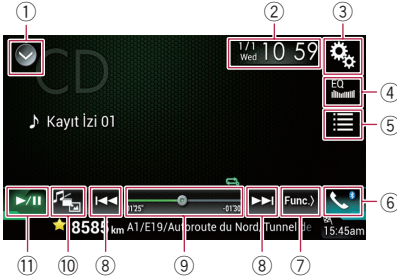 ① ② ③
CD
1/1
Wed 10 59
EQ
④
♪ Kayıt İzi 01
⑤
01'25" -01'30"
Func.
⑥
8585 km A1/E19/Autoroute du Nord, Tunnel de
15:45am
⑪ ⑩ ⑧ ⑨ ⑧ ⑦